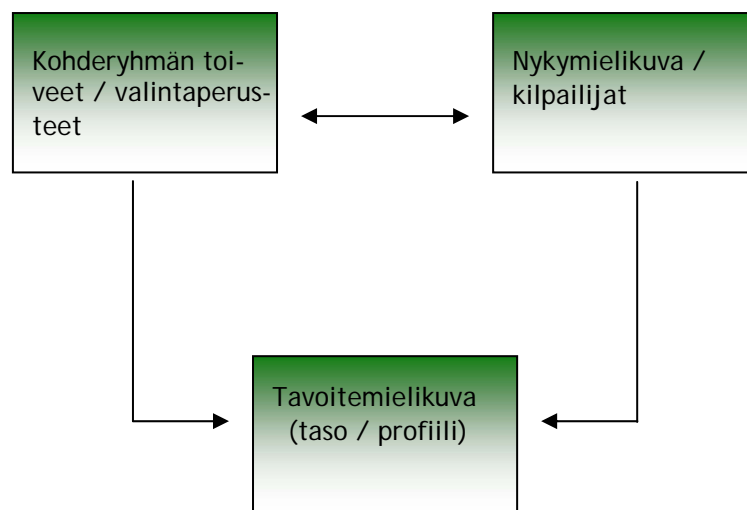 Kohderyhmän toi-
veet / valintaperus-
teet
Nykymielikuva /
kilpailijat
Tavoitemielikuva
(taso / profiili)